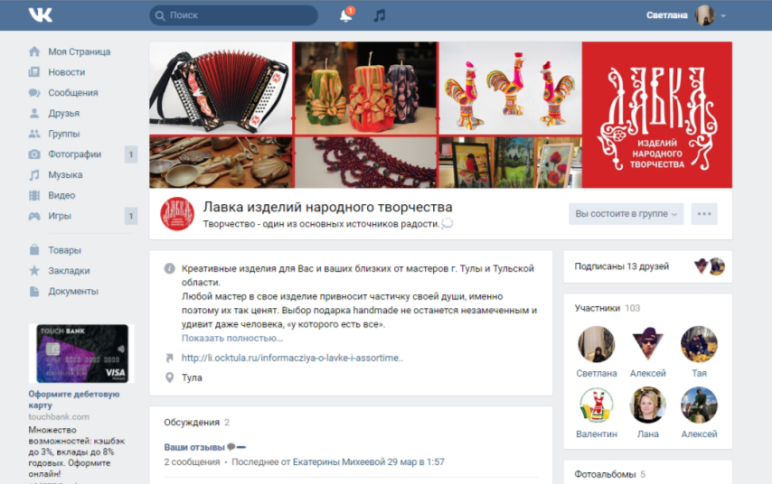 Поиск
1
Светлана
Моя Страница
Новости
Сообщения
Друзья
Группы
Фотографии 1
Музыка
Видео
Игры 1
Товары
Закладки
Документы
TOUCH BANK
VISA
Оформите дебетовую
карту
touchbank.com
Множество
возможностей: кэшбэк
до 3%, вклады до 8%
годовых. Оформите
онлайн!
ЛАВКА
ИЗДЕЛИЙ
НАРОДНОГО
ТВОРЧЕСТВА
ЛАВКА
Лавка изделий народного творчества
Творчество - один из основных источников радости.
Вы состоите в группе
Креативные изделия для Вас и ваших близких от мастеров г. Тулы и Тульской
области.
Любой мастер в свое изделие привносит частичку своей души, именно
поэтому их так ценят. Выбор подарка handmade не останется незамеченным и
удивит даже человека, «у которого есть все».
Показать полностью…
http://li.ocktula.ru/informacziya-o-lavke-i-assortime..
Тула
Обсуждения 2
Ваши отзывы
2 сообщения • Последнее от Екатерины Михеевой 29 мар в 1:57
Подписаны 13 друзей
Участники 103
Светлана Алексей Тая
Валентин Лана Алексей
Фотоальбомы 5